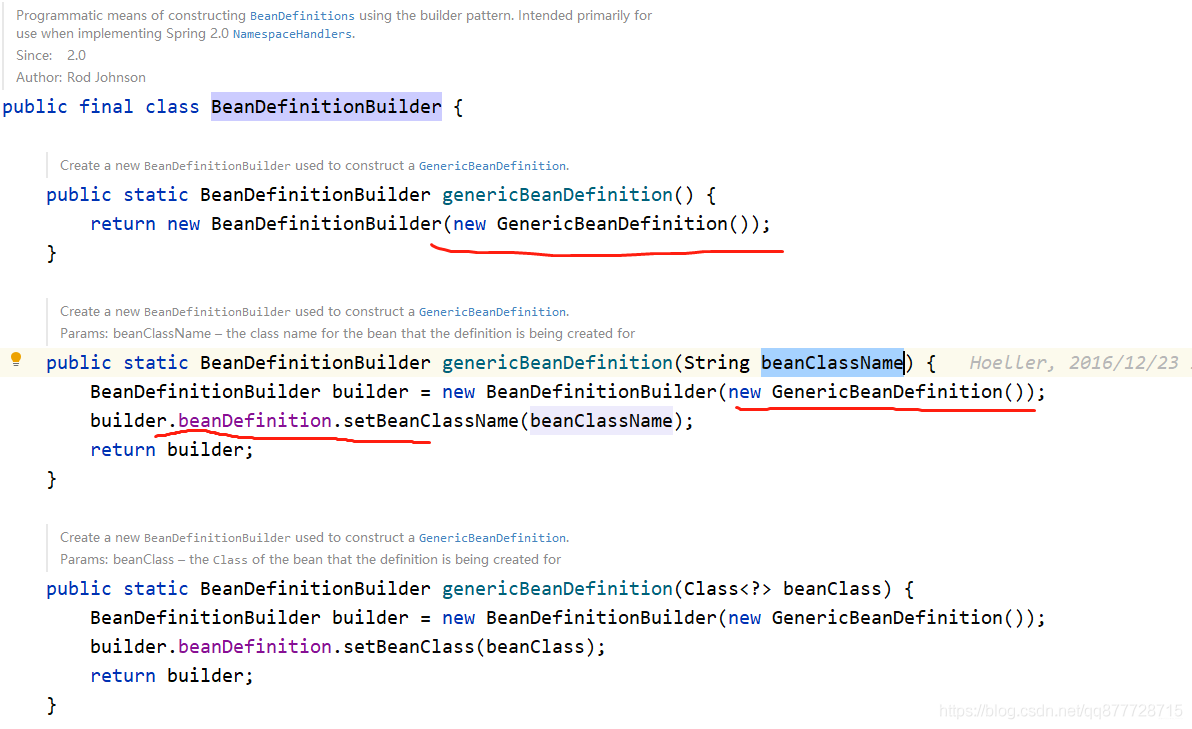 Programmatic means of constructing BeanDefinitions using the builder pattern. Intended primarily for
use when implementing Spring 2.0 NamespaceHandlers.
Since: 2.0
Author: Rod Johnson
public final class BeanDefinitionBuilder {
Create a new BeanDefinitionBuilder used to construct a GenericBeanDefinition.
public static BeanDefinitionBuilder genericBeanDefinition() {
return new BeanDefinitionBuilder(new GenericBeanDefinition());
}
Create a new BeanDefinitionBuilder used to construct a GenericBeanDefinition.
Params: beanClassName – the class name for the bean that the definition is being created for
public static BeanDefinitionBuilder genericBeanDefinition(String beanClassName) { Hoeller, 2016/12/23
BeanDefinitionBuilder builder = new BeanDefinitionBuilder(new GenericBeanDefinition());
builder.beanDefinition.setBeanClassName(beanClassName);
return builder;
}
Create a new BeanDefinitionBuilder used to construct a GenericBeanDefinition.
Params: beanClass – the Class of the bean that the definition is being created for
public static BeanDefinitionBuilder genericBeanDefinition(Class<?> beanClass) {
BeanDefinitionBuilder builder = new BeanDefinitionBuilder(new GenericBeanDefinition());
builder.beanDefinition.setBeanClass(beanClass);
return builder;
}
https://blog.csdn.net/qq877728715